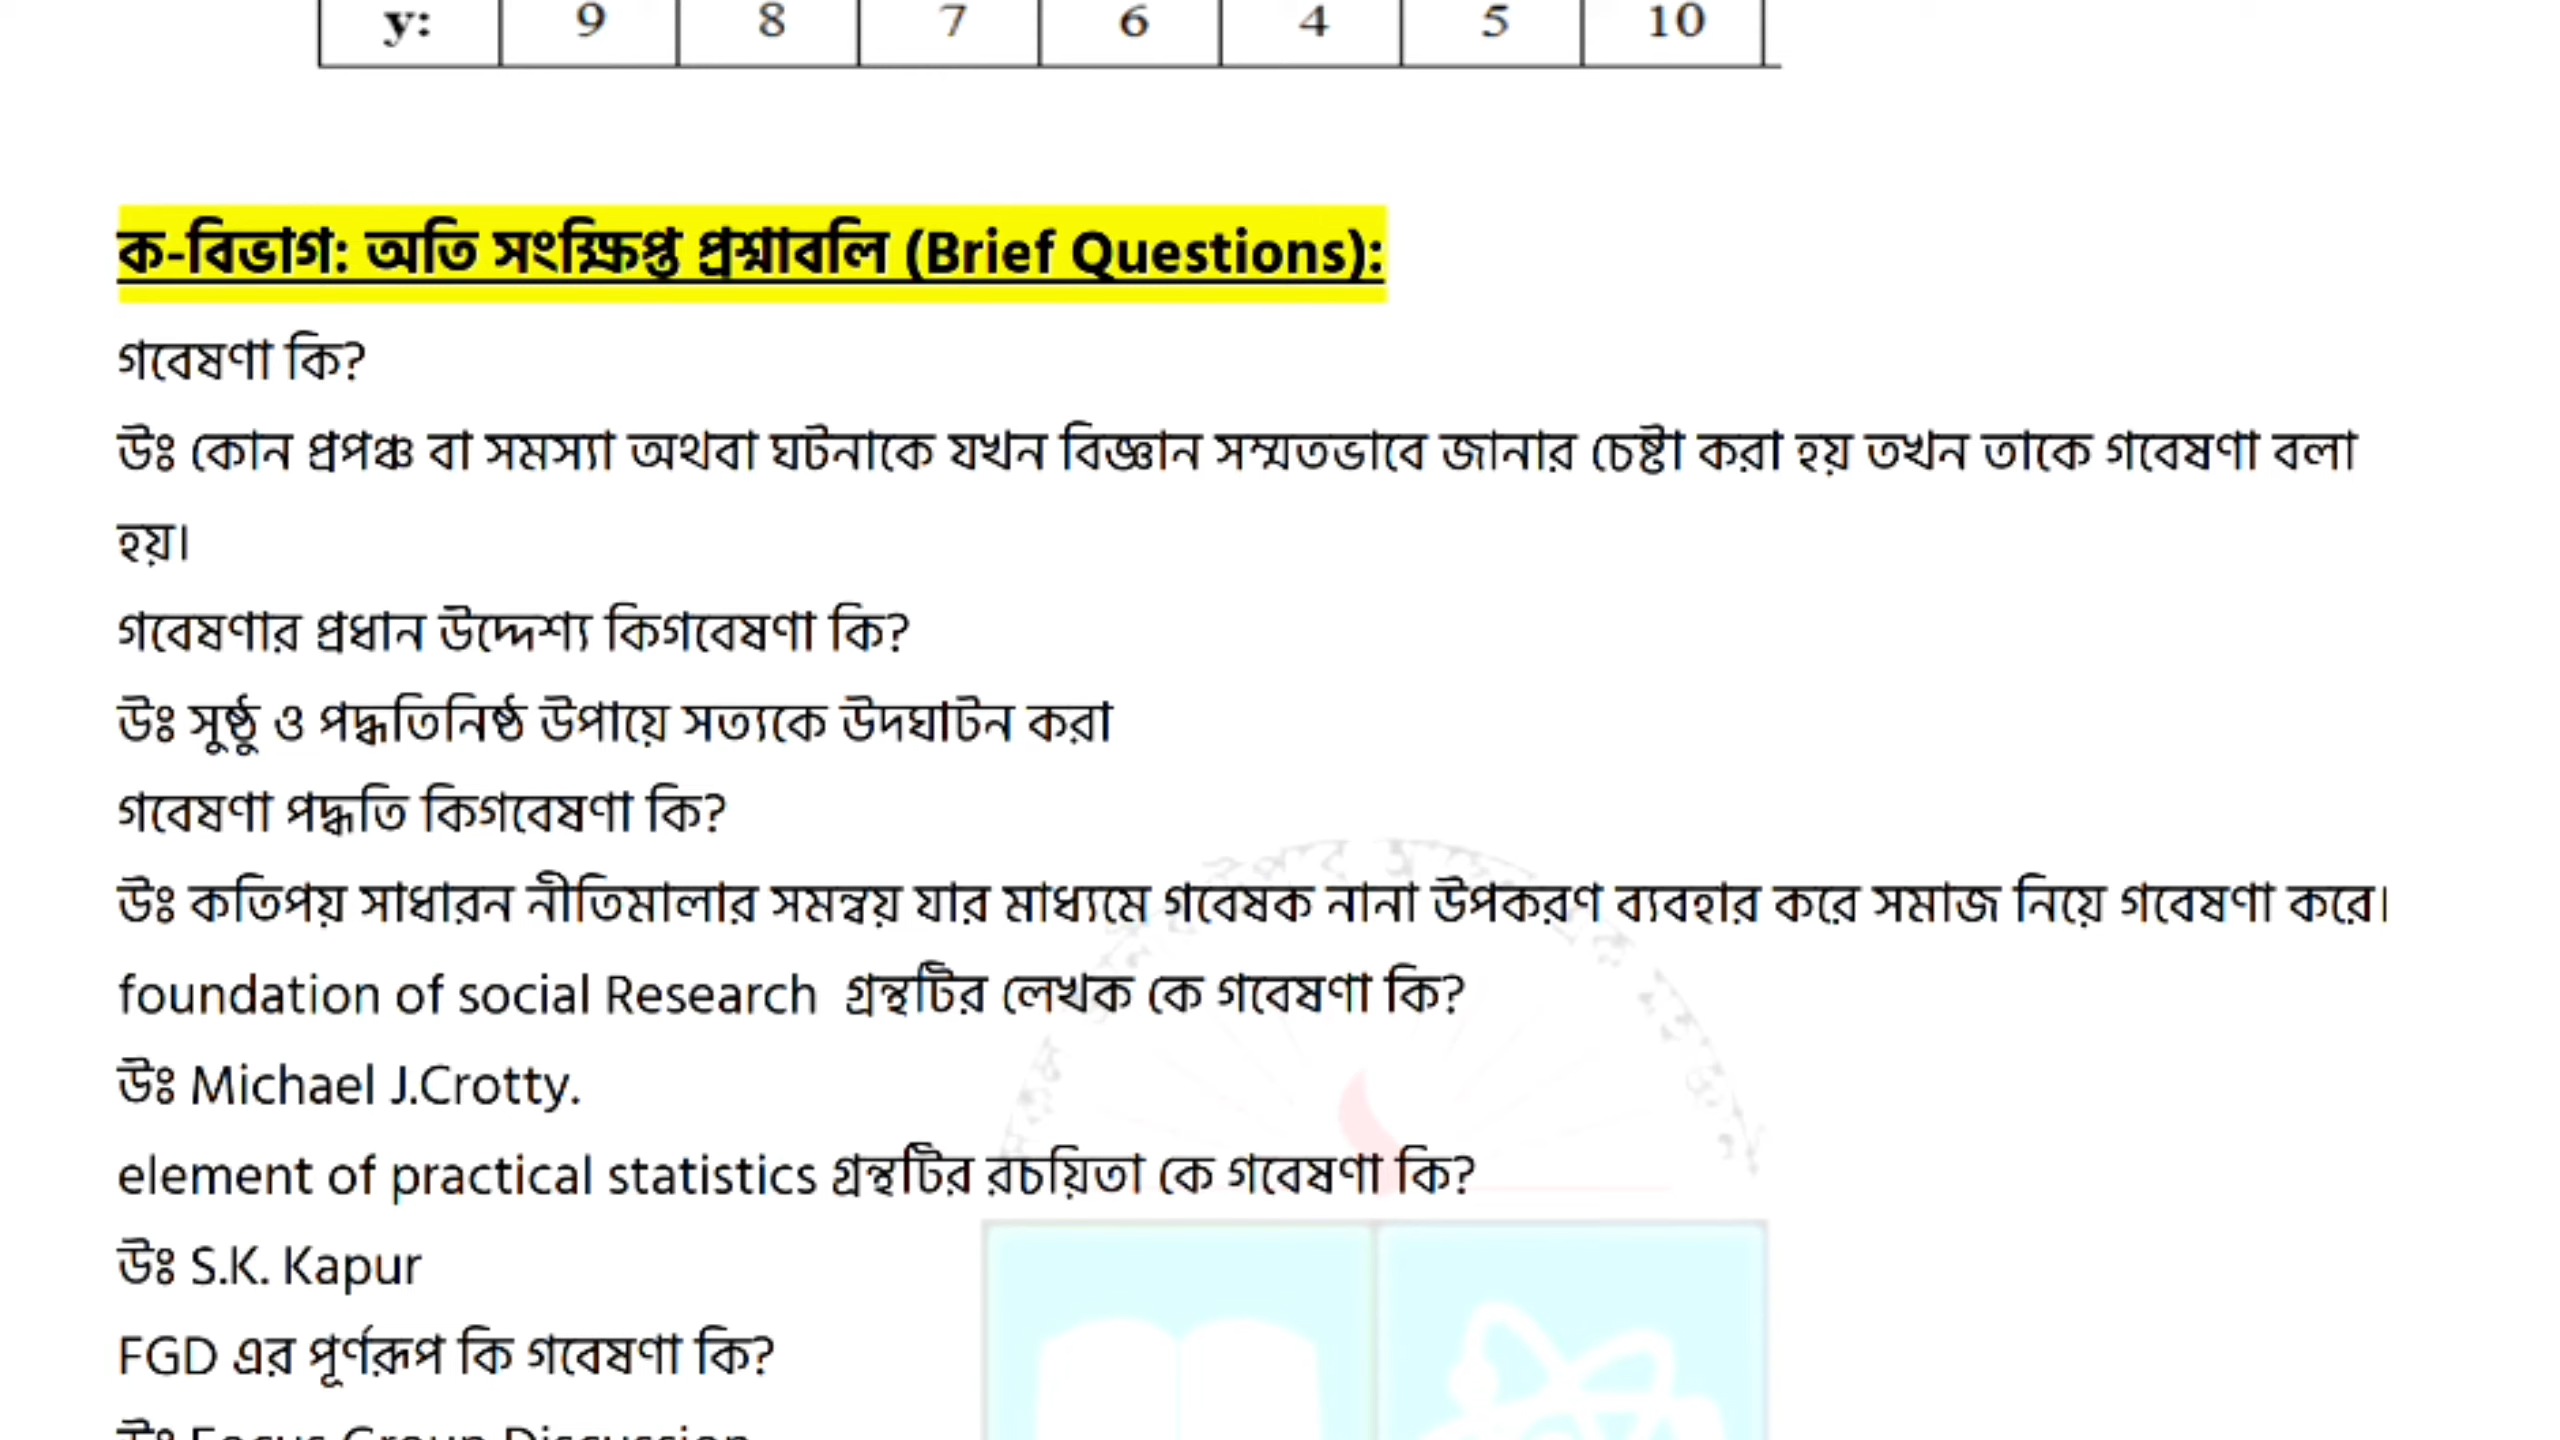 y: 9 8 7 6 4 5 10
ক-বিভাগ: অতি সংক্ষিপ্ত প্রশ্নাবলি (Brief Questions):
গবেষণা কি?
উঃ কোন প্রপঞ্চ বা সমস্যা অথবা ঘটনাকে যখন বিজ্ঞান সম্মতভাবে জানার চেষ্টা করা হয় তখন তাকে গবেষণা বলা
হয়।
গবেষণার প্রধান উদ্দেশ্য কিগবেষণা কি?
উঃ সুষ্ঠু ও পদ্ধতিনিষ্ঠ উপায়ে সত্যকে উদঘাটন করা
গবেষণা পদ্ধতি কিগবেষণা কি?
উঃ কতিপয় সাধারন নীতিমালার সমন্বয় যার মাধ্যমে গবেষক নানা উপকরণ ব্যবহার করে সমাজ নিয়ে গবেষণা করে।
foundation of social Research গ্রন্থটির লেখক কে গবেষণা কি?
উঃ Michael J.Crotty.
element of practical statistics গ্রন্থটির রচয়িতা কে গবেষণা কি?
উঃ S.K. Kapur
FGD এর পূর্ণরূপ কি গবেষণা কি?
উঃ Focus Group Discussion